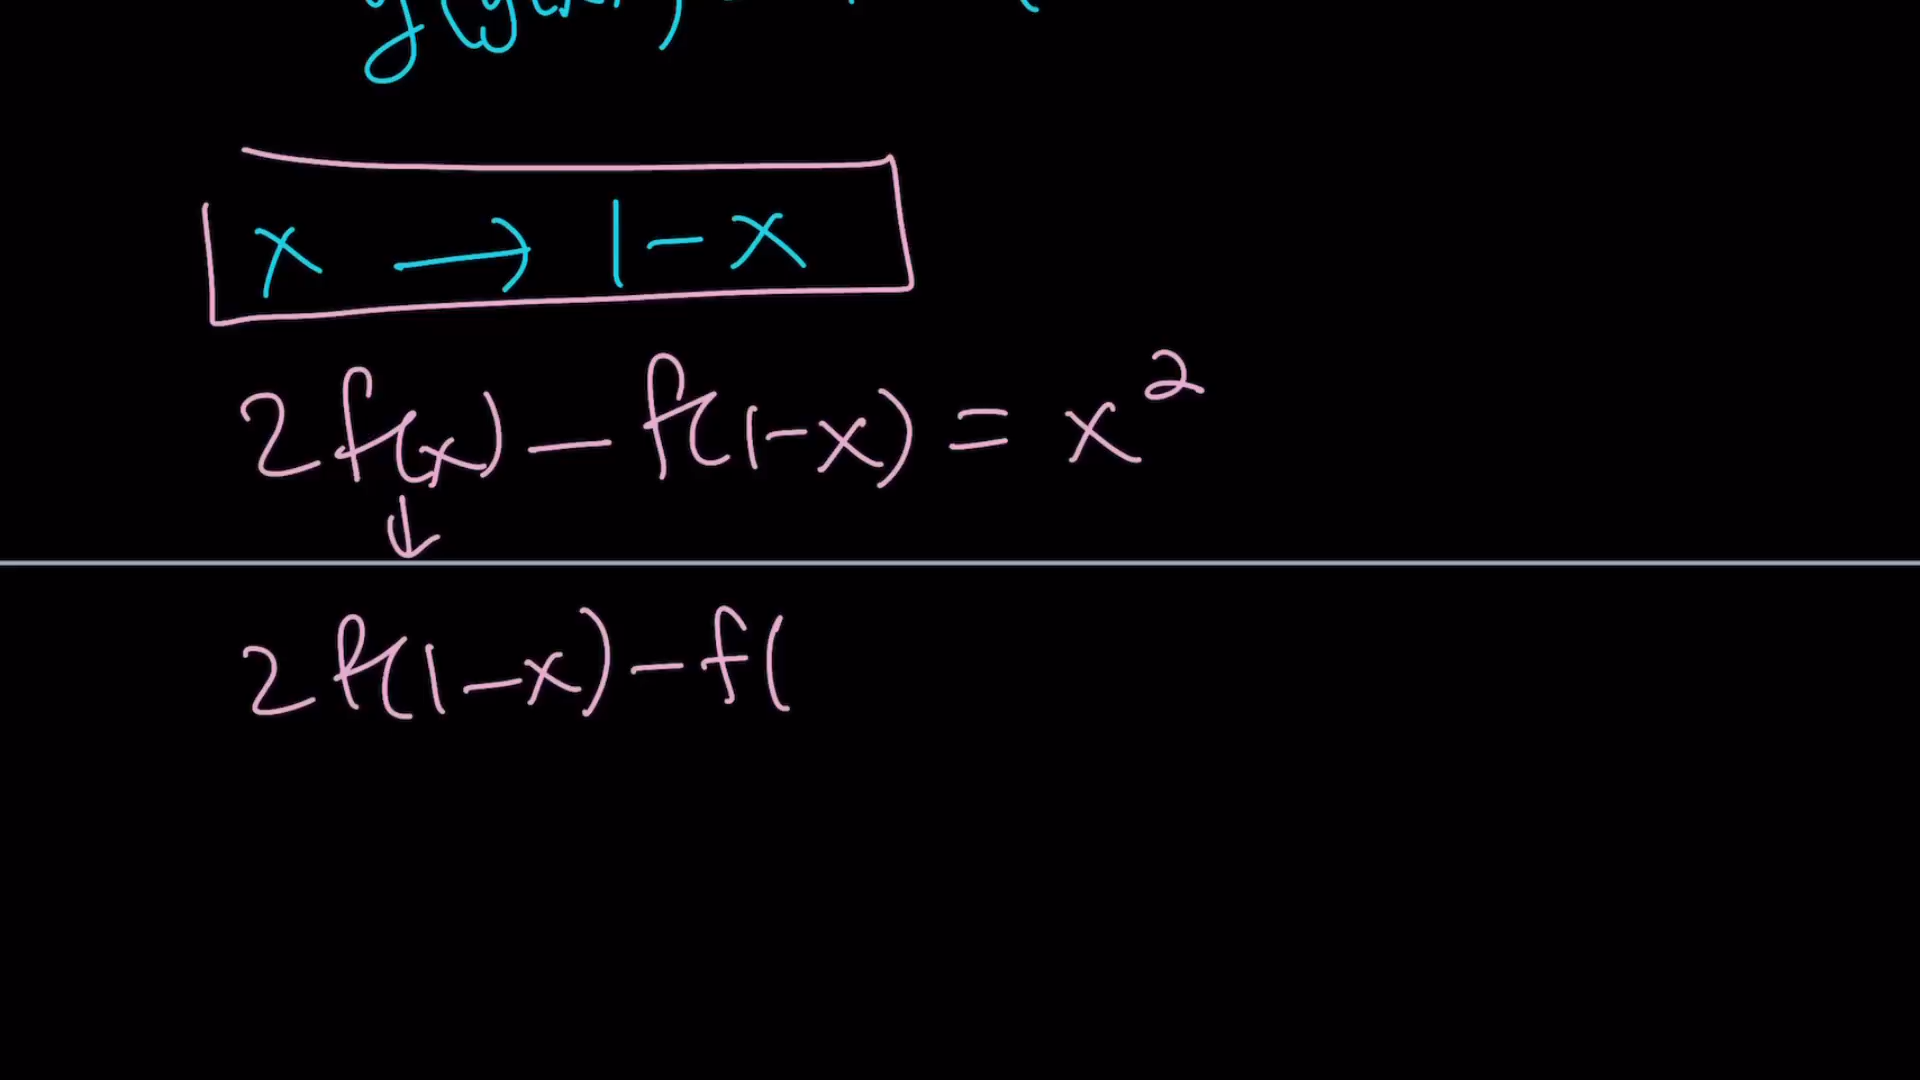 x → 1-x
2f(x) - f(1-x) = x²
↓
2f(1-x) - f(